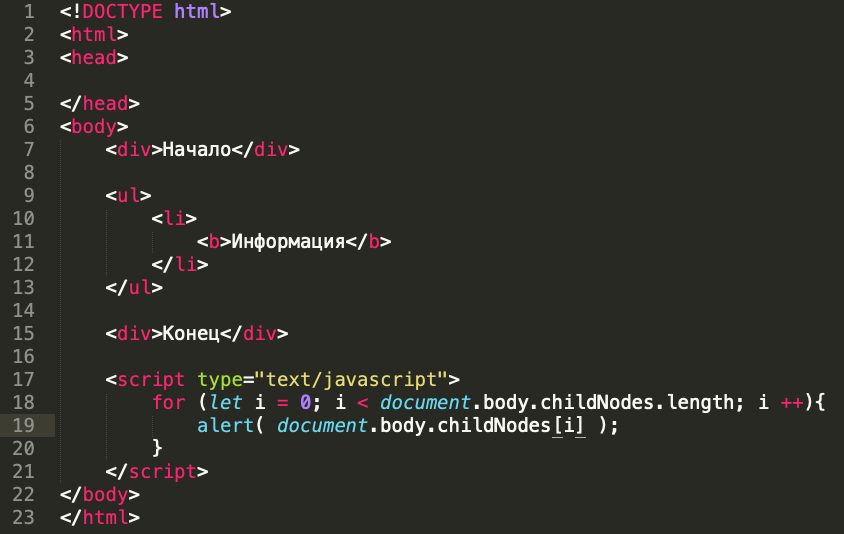 1 <!DOCTYPE html>
2 <html>
3 <head>
4
5 </head>
6 <body>
7 <div>Начало</div>
8
9 <ul>
10 <li>
11 <b>Информация</b>
12 </li>
13 </ul>
14
15 <div>Конец</div>
16
17 <script type="text/javascript">
18 for (let i = 0; i < document.body.childNodes.length; i ++){
19 alert( document.body.childNodes[i] );
20 }
21 </script>
22 </body>
23 </html>